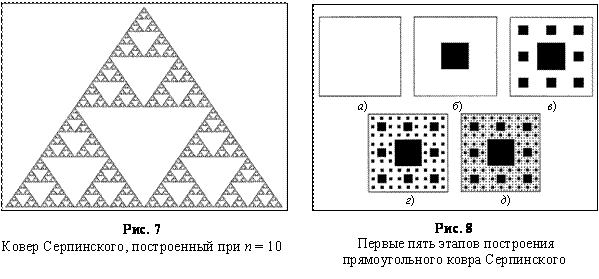 Рис. 7
Ковер Серпинского, построенный при n = 10
а)
б)
в)
г)
д)
Рис. 8
Первые пять этапов построения
прямоугольного ковра Серпинского